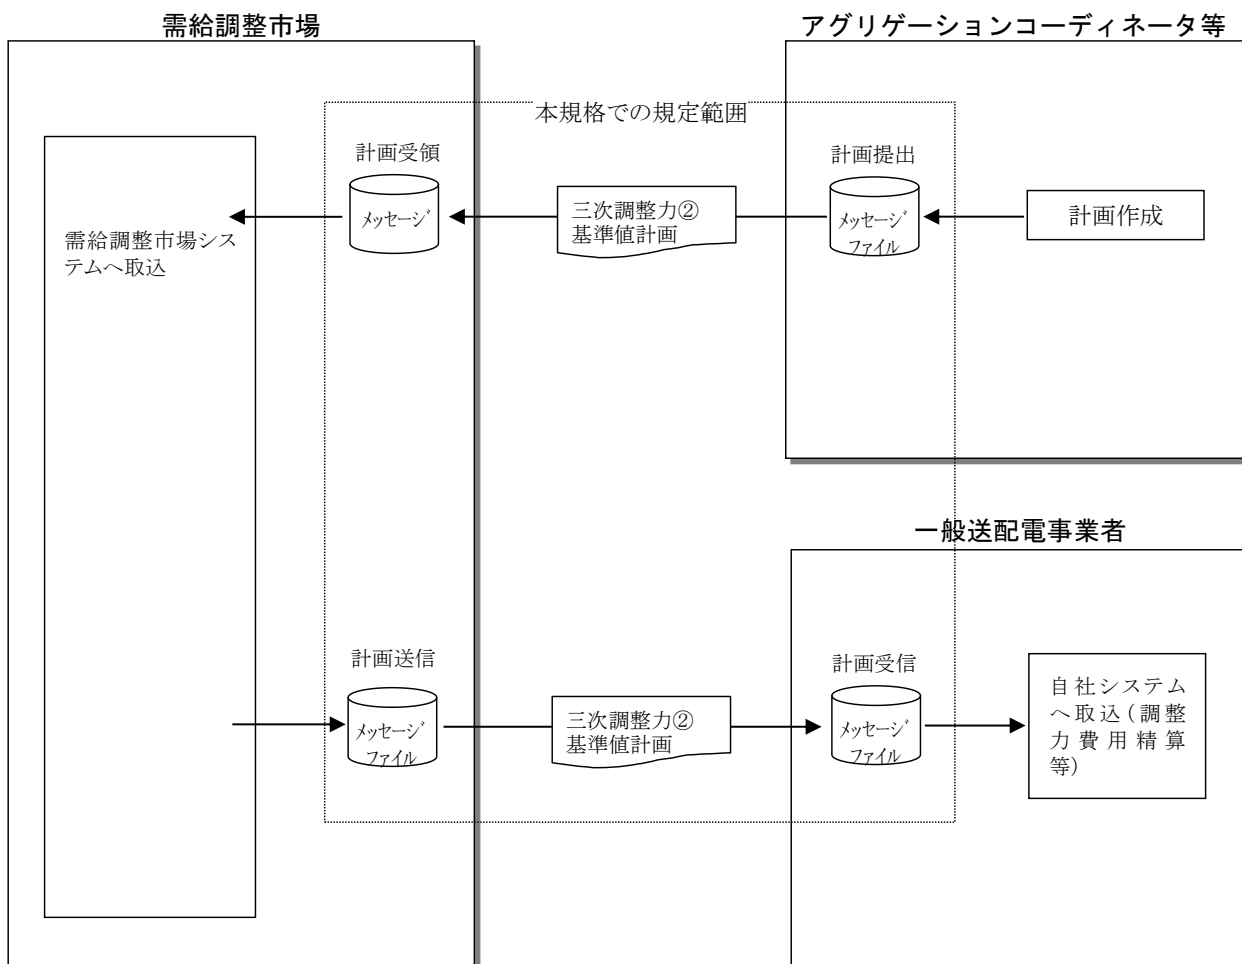 需給調整市場
アグリゲーションコーディネータ等
本規格での規定範囲
計画受領
メッセージ
三次調整力②
基準値計画
計画提出
メッセージ
ファイル
計画作成
需給調整市場シス
テムへ取込
一般送配電事業者
計画送信
メッセージ
ファイル
三次調整力②
基準値計画
計画受信
メッセージ
ファイル
自社システム
へ取込（調整
力費用精算
等）